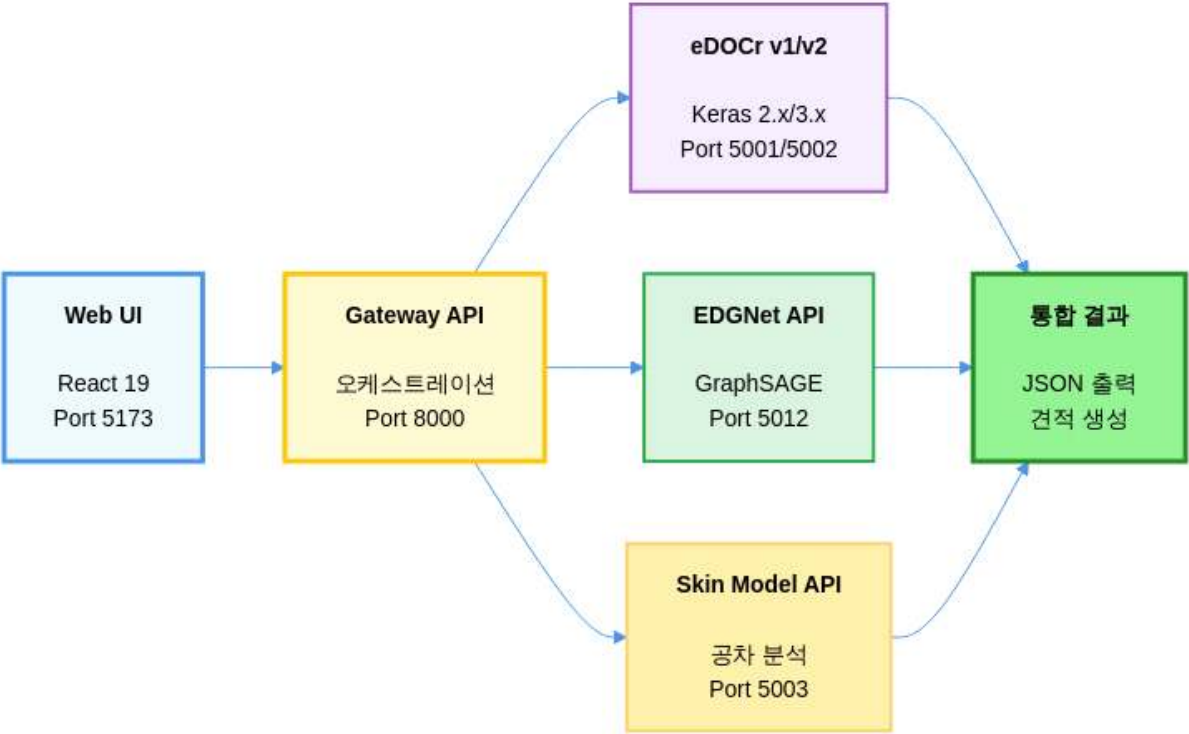 eDOCr v1/v2
Keras 2.x/3.x
Port 5001/5002
Web UI
React 19
Port 5173
Gateway API
오케스트레이션
Port 8000
EDGNet API
GraphSAGE
Port 5012
통합 결과
JSON 출력
견적 생성
Skin Model API
공차 분석
Port 5003